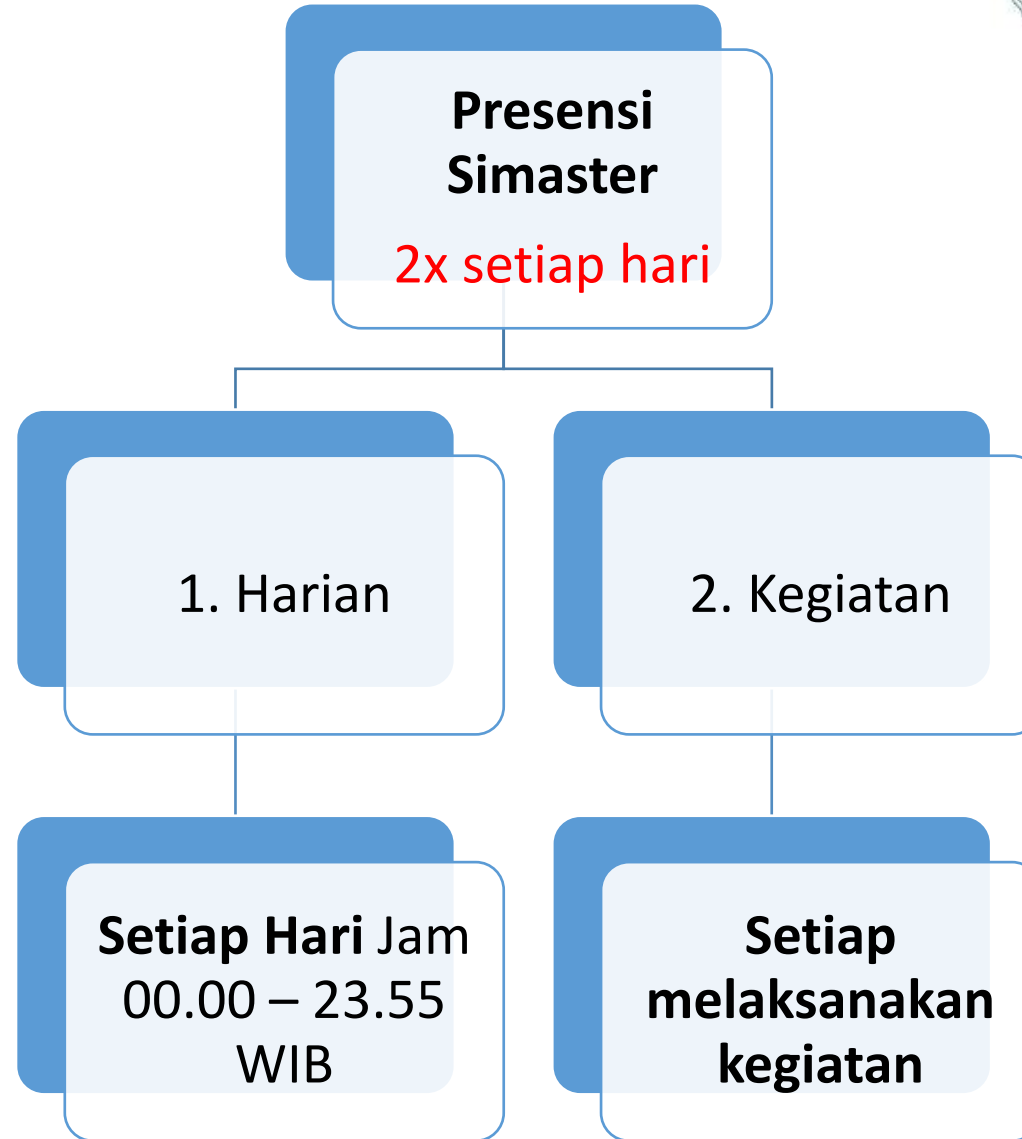 Presensi
Simaster
2x setiap hari
1. Harian
2. Kegiatan
Setiap Hari Jam
00.00 – 23.55
WIB
Setiap
melaksanakan
kegiatan